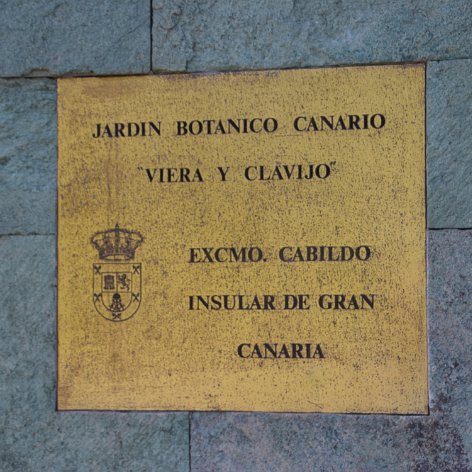 JARDIN BOTANICO CANARIO
"VIERA Y CLAVIJO"
EXCMO. CABILDO
INSULAR DE GRAN
CANARIA